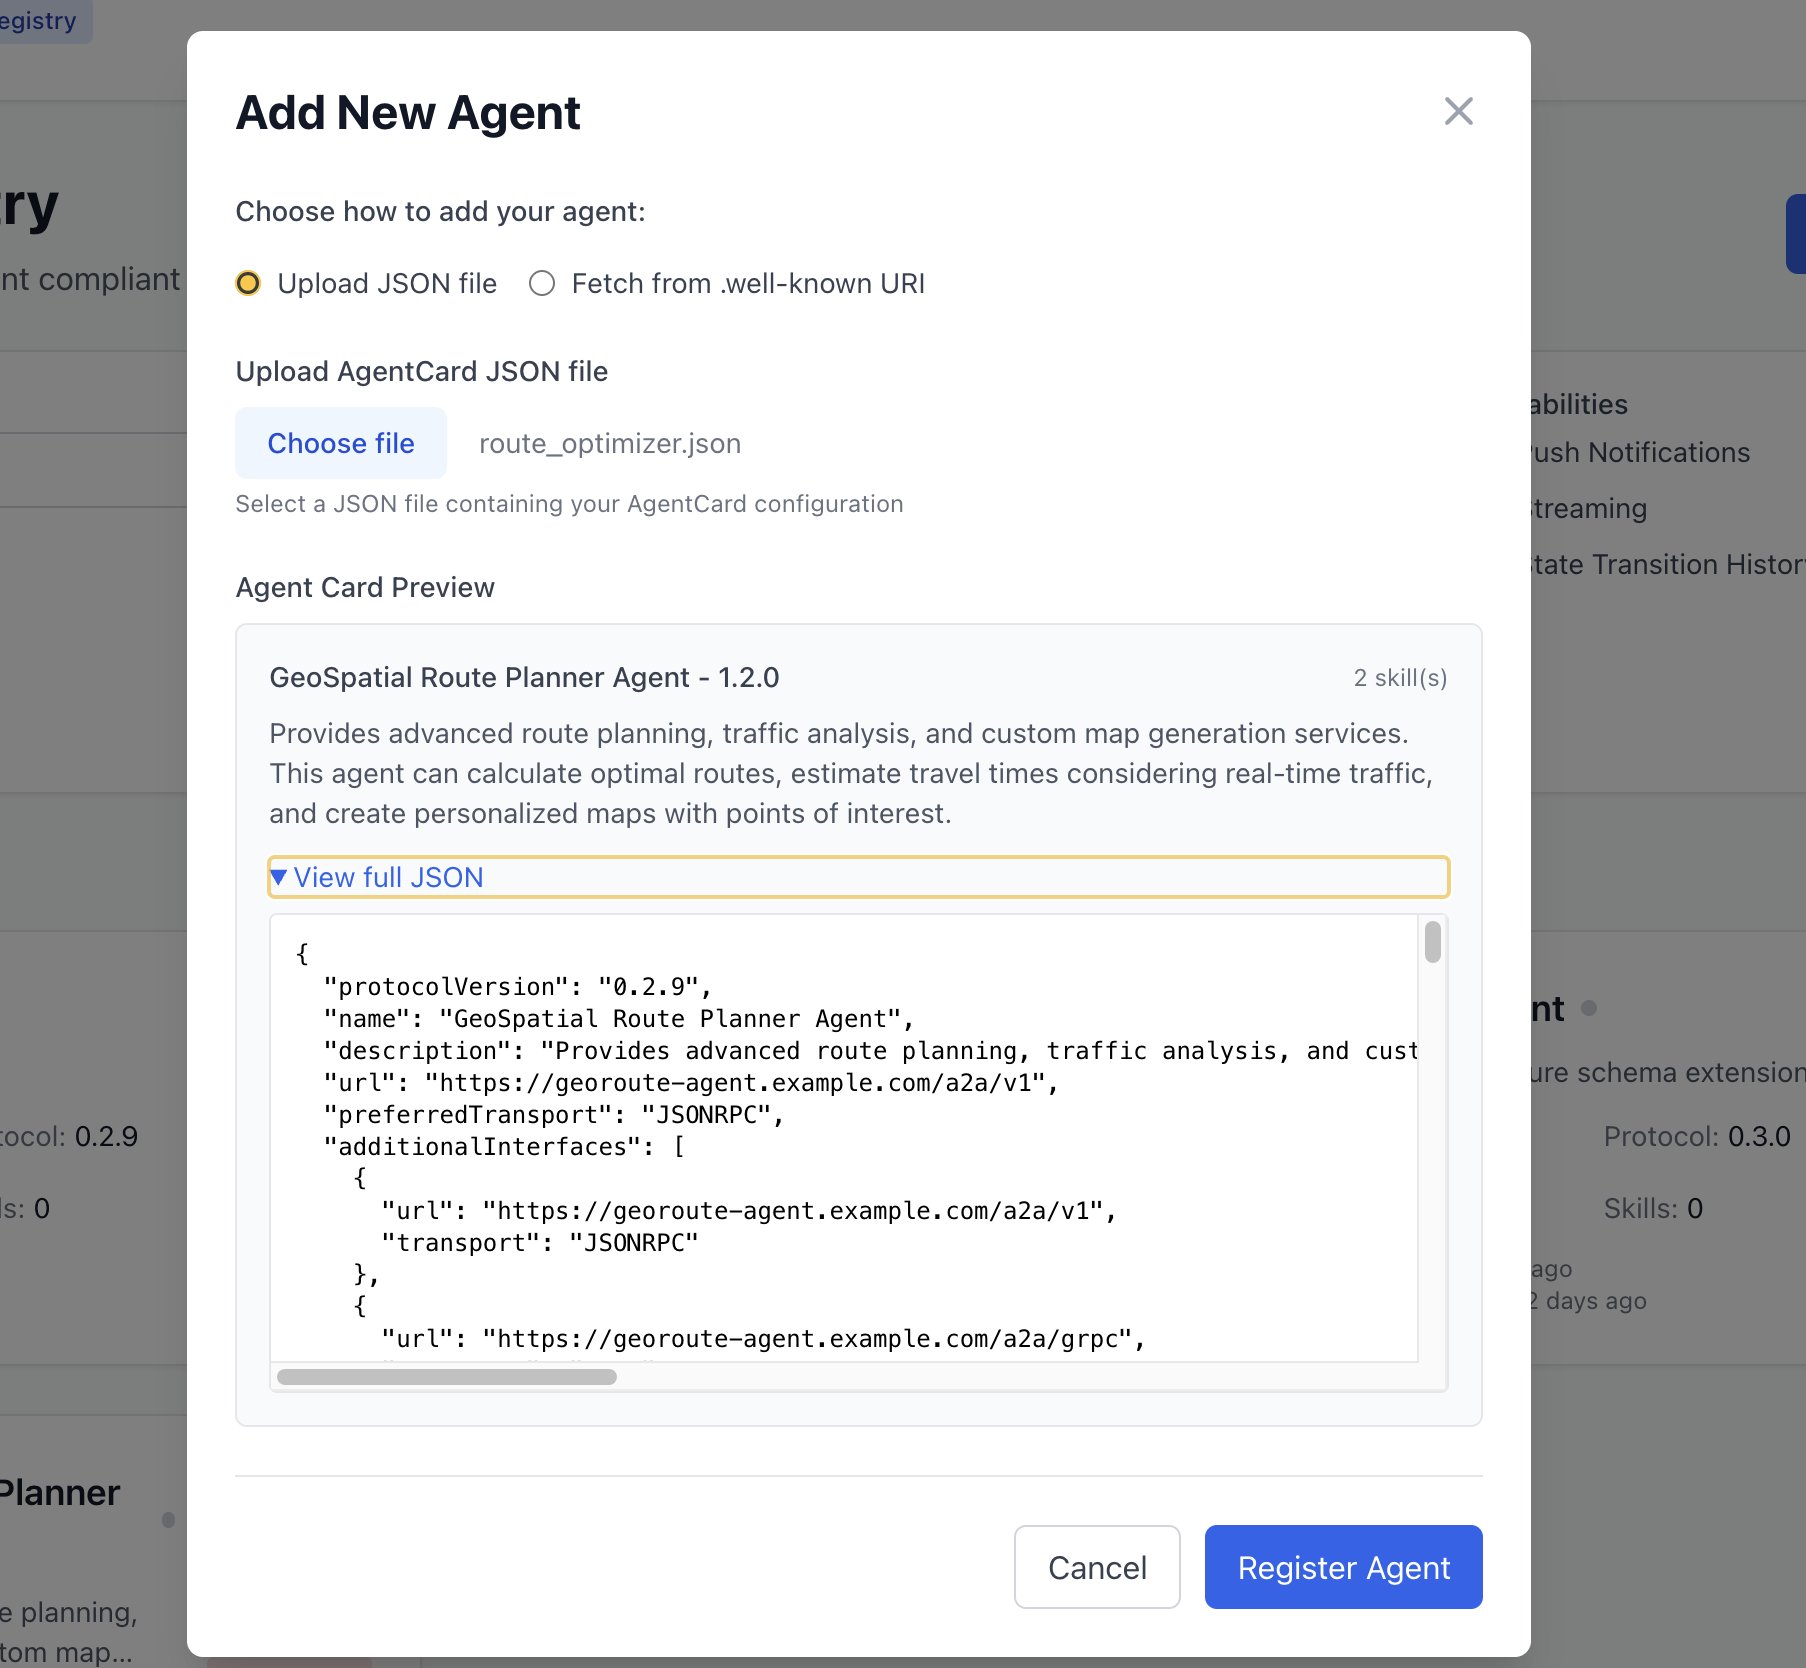 egistry
Add New Agent
Choose how to add your agent:
Upload JSON file
Fetch from .well-known URI
Upload AgentCard JSON file
Choose file
route_optimizer.json
Select a JSON file containing your AgentCard configuration
Agent Card Preview
GeoSpatial Route Planner Agent - 1.2.0
2 skill(s)
Provides advanced route planning, traffic analysis, and custom map generation services.
This agent can calculate optimal routes, estimate travel times considering real-time traffic,
and create personalized maps with points of interest.
▼ View full JSON
{
"protocolVersion": "0.2.9",
"name": "GeoSpatial Route Planner Agent",
"description": "Provides advanced route planning, traffic analysis, and cust
"url": "https://georoute-agent.example.com/a2a/v1",
"preferredTransport": "JSONRPC",
"additionalInterfaces": [
{
"url": "https://georoute-agent.example.com/a2a/v1",
"transport": "JSONRPC"
},
{
"url": "https://georoute-agent.example.com/a2a/grpc",
Cancel
Register Agent
ry
nt compliant
ocol: 0.2.9
ls: 0
Planner
e planning,
tom map...
abilities
Push Notifications
Streaming
State Transition Histor
nt
ure schema extension
Protocol: 0.3.0
Skills: 0
ago
2 days ago